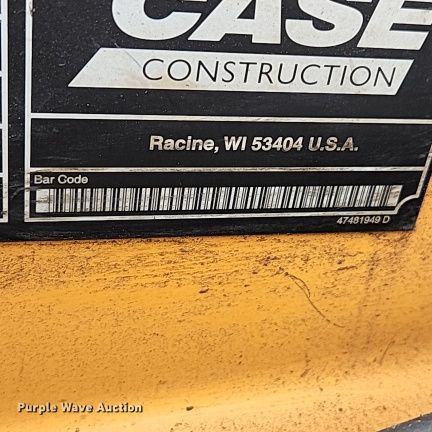 CASE
CONSTRUCTION
Racine, WI 53404 U.S.A.
Bar Code
47481949 D
Purple Wave Auction